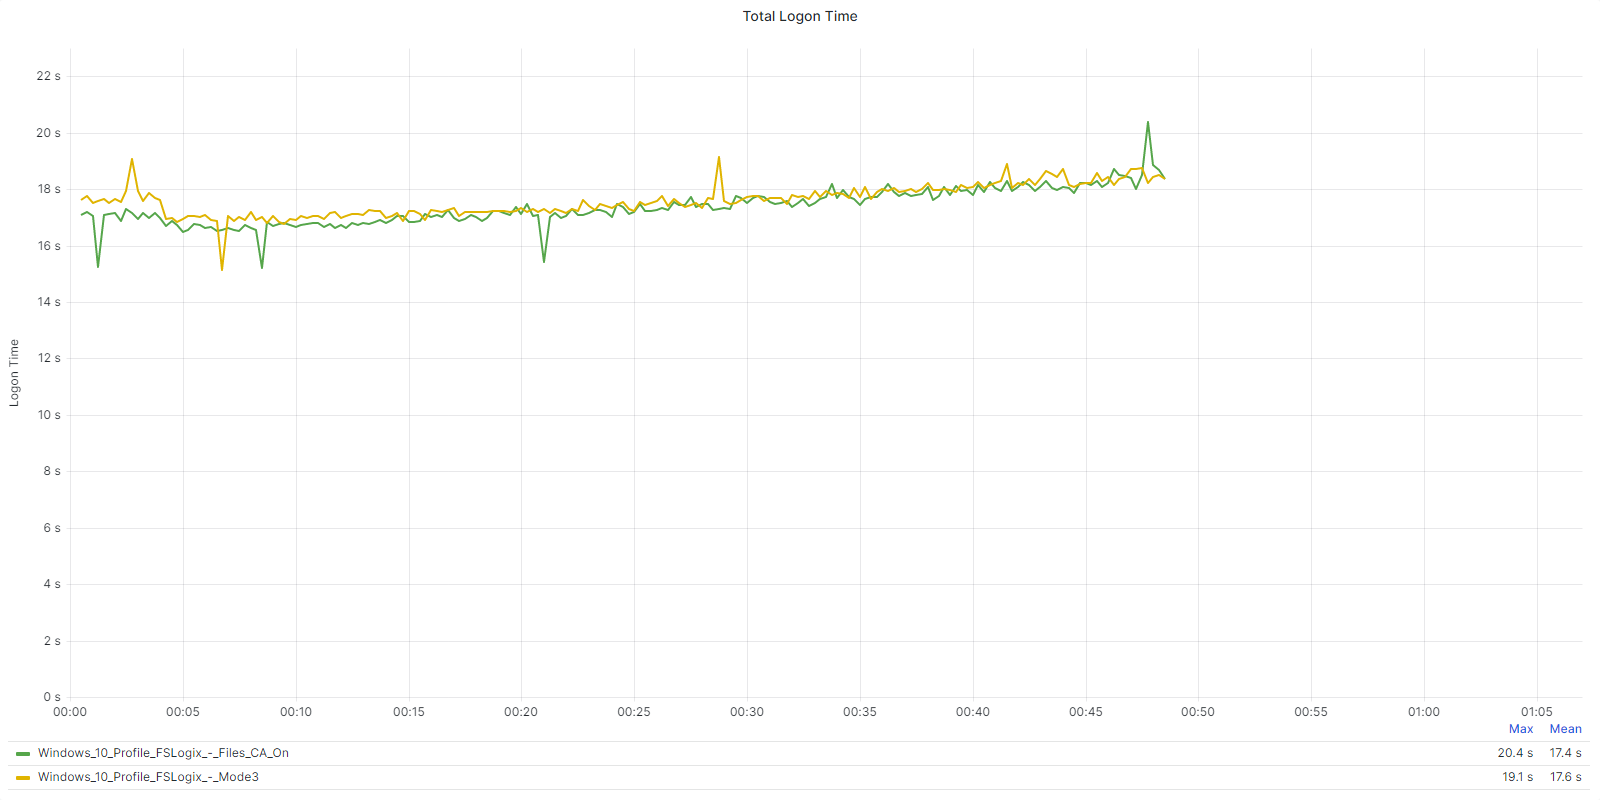 Total Logon Time
22 s
20 s
18 s
16 s
14 s
12 s
10 s
8 s
6 s
4 s
2 s
0 s
Logon Time
00:00 00:05 00:10 00:15 00:20 00:25 00:30 00:35 00:40 00:45 00:50 00:55 01:00 01:05
Max Mean
Windows_10_Profile_FSLogix_-_Files_CA_On 20.4 s 17.4 s
Windows_10_Profile_FSLogix_-_Mode3 19.1 s 17.6 s